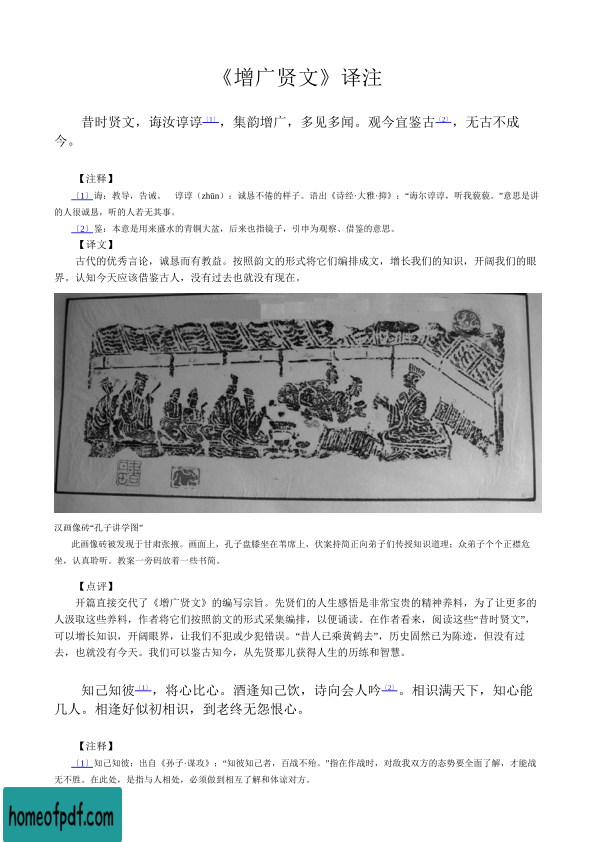 《增广贤文》译注
昔时贤文，诲汝谆谆〔1〕，集韵增广，多见多闻。观今宜鉴古〔2〕，无古不成
今。
【注释】
〔1〕诲：教导，告诫。 谆谆（zhūn）：诚恳不倦的样子。语出《诗经·大雅·抑》：“诲尔谆谆，听我藐藐。”意思是讲
的人很诚恳，听的人若无其事。
〔2〕鉴：本意是用来盛水的青铜大盆，后来也指镜子，引申为观察、借鉴的意思。
【译文】
古代的优秀言论，诚恳而有教益。按照韵文的形式将它们编排成文，增长我们的知识，开阔我们的眼
界。认知今天应该借鉴古人，没有过去也就没有现在。
汉画像砖“孔子讲学图”
此画像砖被发现于甘肃张掖。画面上，孔子盘膝坐在苇席上，伏案持简正向弟子们传授知识道理；众弟子个个正襟危
坐，认真聆听。教案一旁码放着一些书简。
【点评】
开篇直接交代了《增广贤文》的编写宗旨。先贤们的人生感悟是非常宝贵的精神养料，为了让更多的
人汲取这些养料，作者将它们按照韵文的形式采集编排，以便诵读。在作者看来，阅读这些“昔时贤文”，
可以增长知识，开阔眼界，让我们不犯或少犯错误。“昔人已乘黄鹤去”，历史固然已为陈迹，但没有过
去，也就没有今天。我们可以鉴古知今，从先贤那儿获得人生的历练和智慧。
知己知彼〔1〕，将心比心。酒逢知己饮，诗向会人吟〔2〕。相识满天下，知心能
几人。相逢好似初相识，到老终无怨恨心。
【注释】
〔1〕知己知彼：出自《孙子·谋攻》：“知彼知己者，百战不殆。”指在作战时，对敌我双方的态势要全面了解，才能战
无不胜。在此处，是指与人相处，必须做到相互了解和体谅对方。
homeofpdf.com